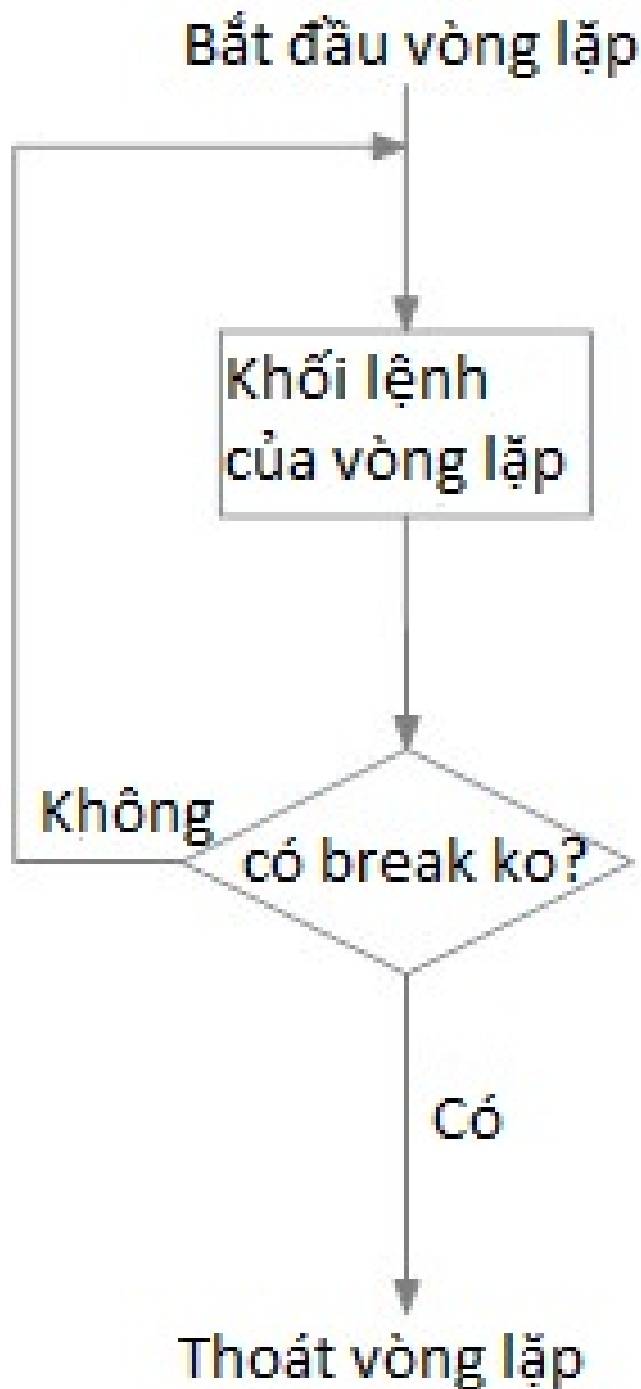 Bắt đầu vòng lặp
Khối lệnh
của vòng lặp
Không
có break ko?
Có
Thoát vòng lặp